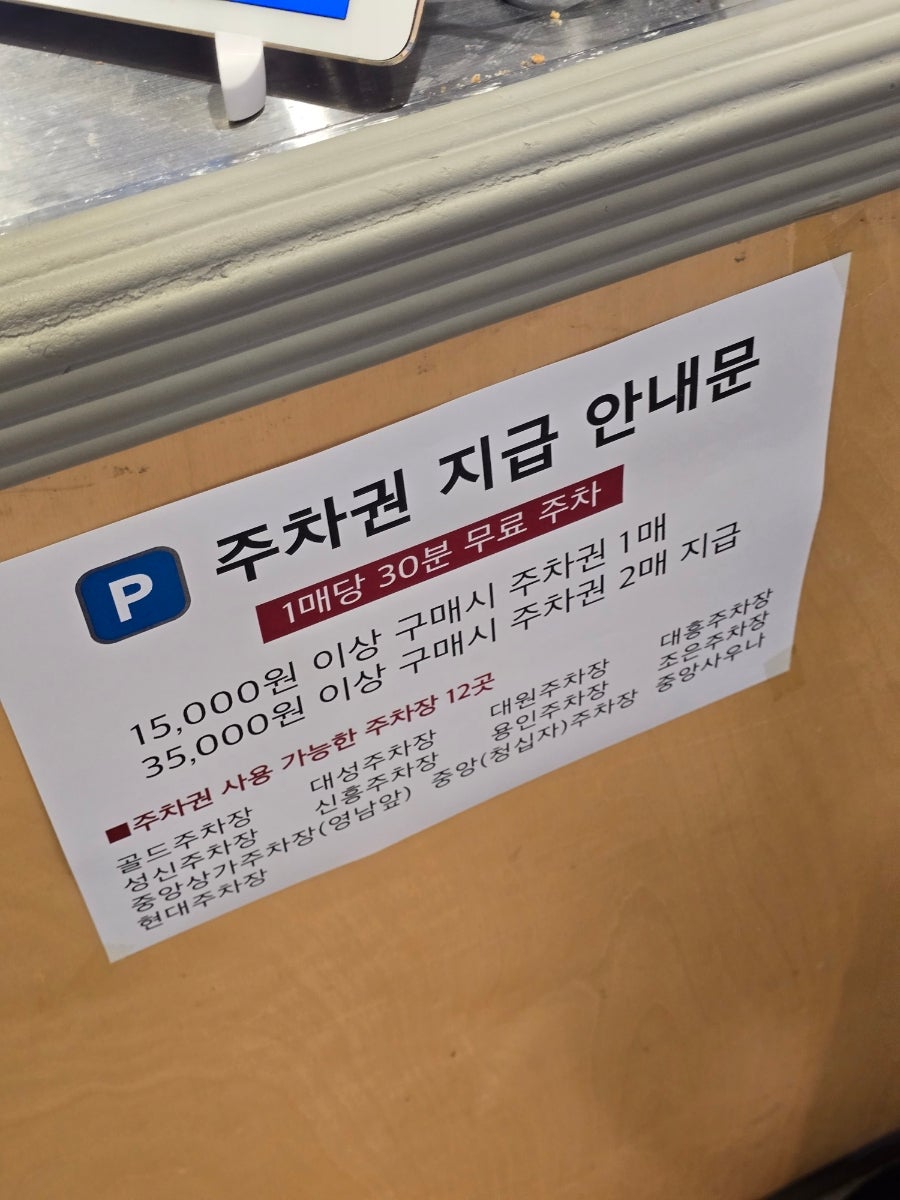 P 주차권 지급 안내문
1매당 30분 무료 주차
15,000원 이상 구매시 주차권 1매
35,000원 이상 구매시 주차권 2매 지급
■주차권 사용 가능한 주차장 12곳
골드주차장 대성주차장 대원주차장 대흥주차장
성신주차장 신흥주차장 용인주차장 조은주차장
중앙상가주차장(영남앞) 중앙(청십자)주차장 중앙사우나
현대주차장